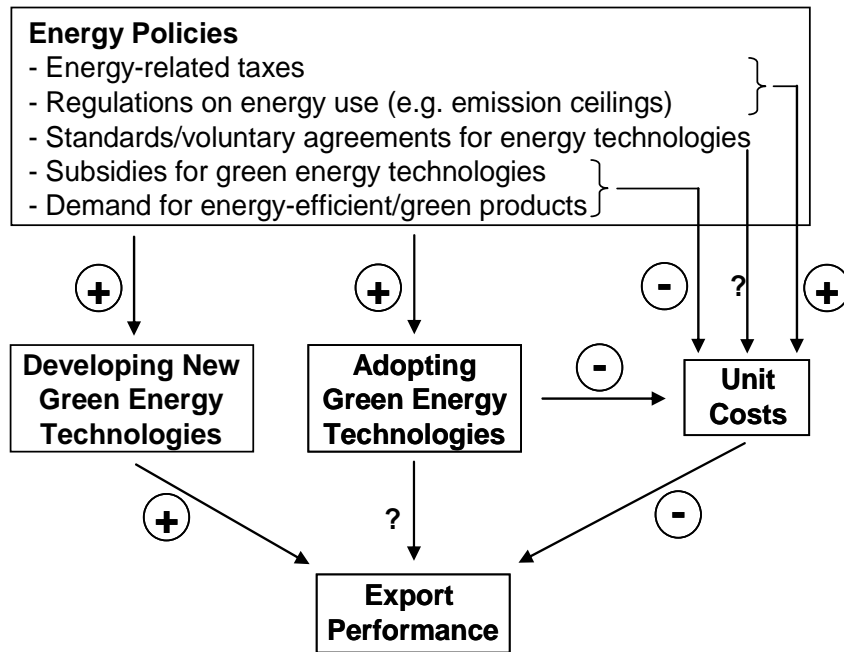 Energy Policies
- Energy-related taxes
- Regulations on energy use (e.g. emission ceilings)
- Standards/voluntary agreements for energy technologies
- Subsidies for green energy technologies
- Demand for energy-efficient/green products
+
+
-
?
+
Developing New
Green Energy
Technologies
Adopting
Green Energy
Technologies
-
Unit
Costs
+
?
-
Export
Performance